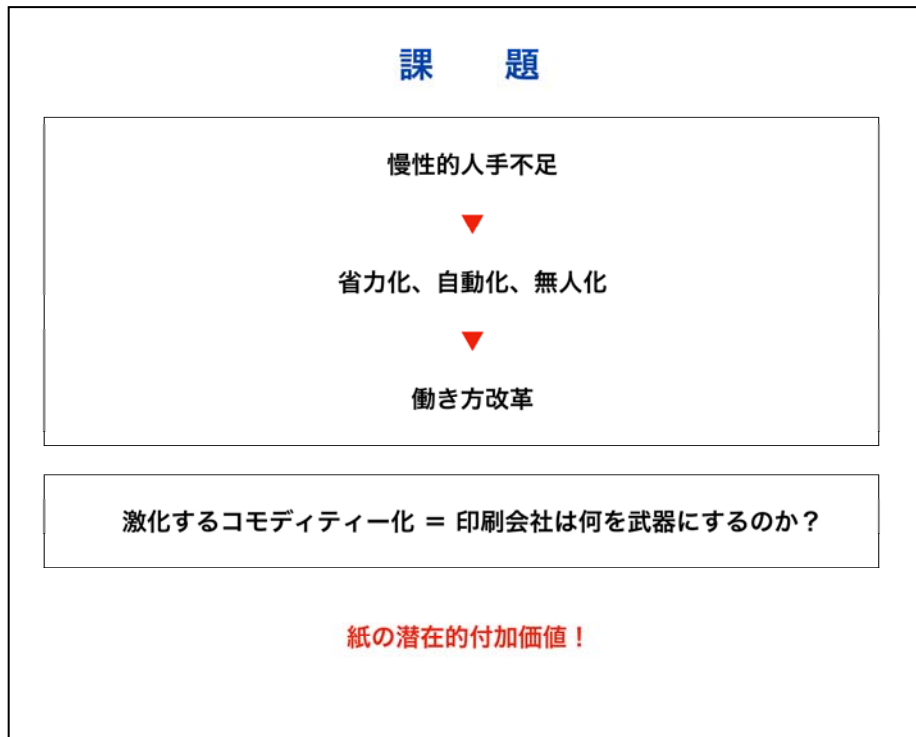 課　題
慢性的人手不足
▼
省力化、自動化、無人化
▼
働き方改革
激化するコモディティー化 ＝ 印刷会社は何を武器にするのか？
紙の潜在的付加価値！